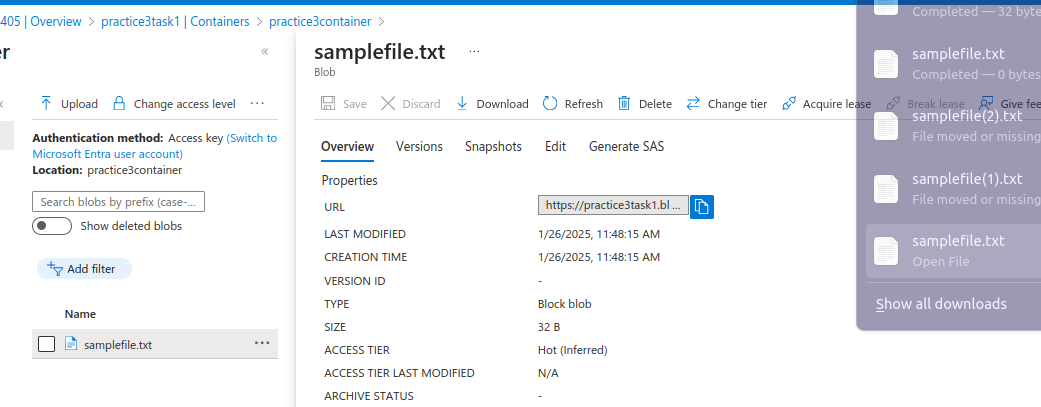 405 | Overview > practice3task1 | Containers > practice3container >
er
samplefile.txt ...
Blob
Upload Change access level ...
Authentication method: Access key (Switch to
Microsoft Entra user account)
Location: practice3container
Search blobs by prefix (case-...
Show deleted blobs
Add filter
Name
samplefile.txt ...
Save Discard Download Refresh Delete Change tier Acquire lease Break lease Give fee
Overview Versions Snapshots Edit Generate SAS
Properties
URL https://practice3task1.bl ...
LAST MODIFIED 1/26/2025, 11:48:15 AM
CREATION TIME 1/26/2025, 11:48:15 AM
VERSION ID -
TYPE Block blob
SIZE 32 B
ACCESS TIER Hot (Inferred)
ACCESS TIER LAST MODIFIED N/A
ARCHIVE STATUS -
Completed — 32 bytes
samplefile.txt
Completed — 0 bytes
samplefile(2).txt
File moved or missing
samplefile(1).txt
File moved or missing
samplefile.txt
Open File
Show all downloads